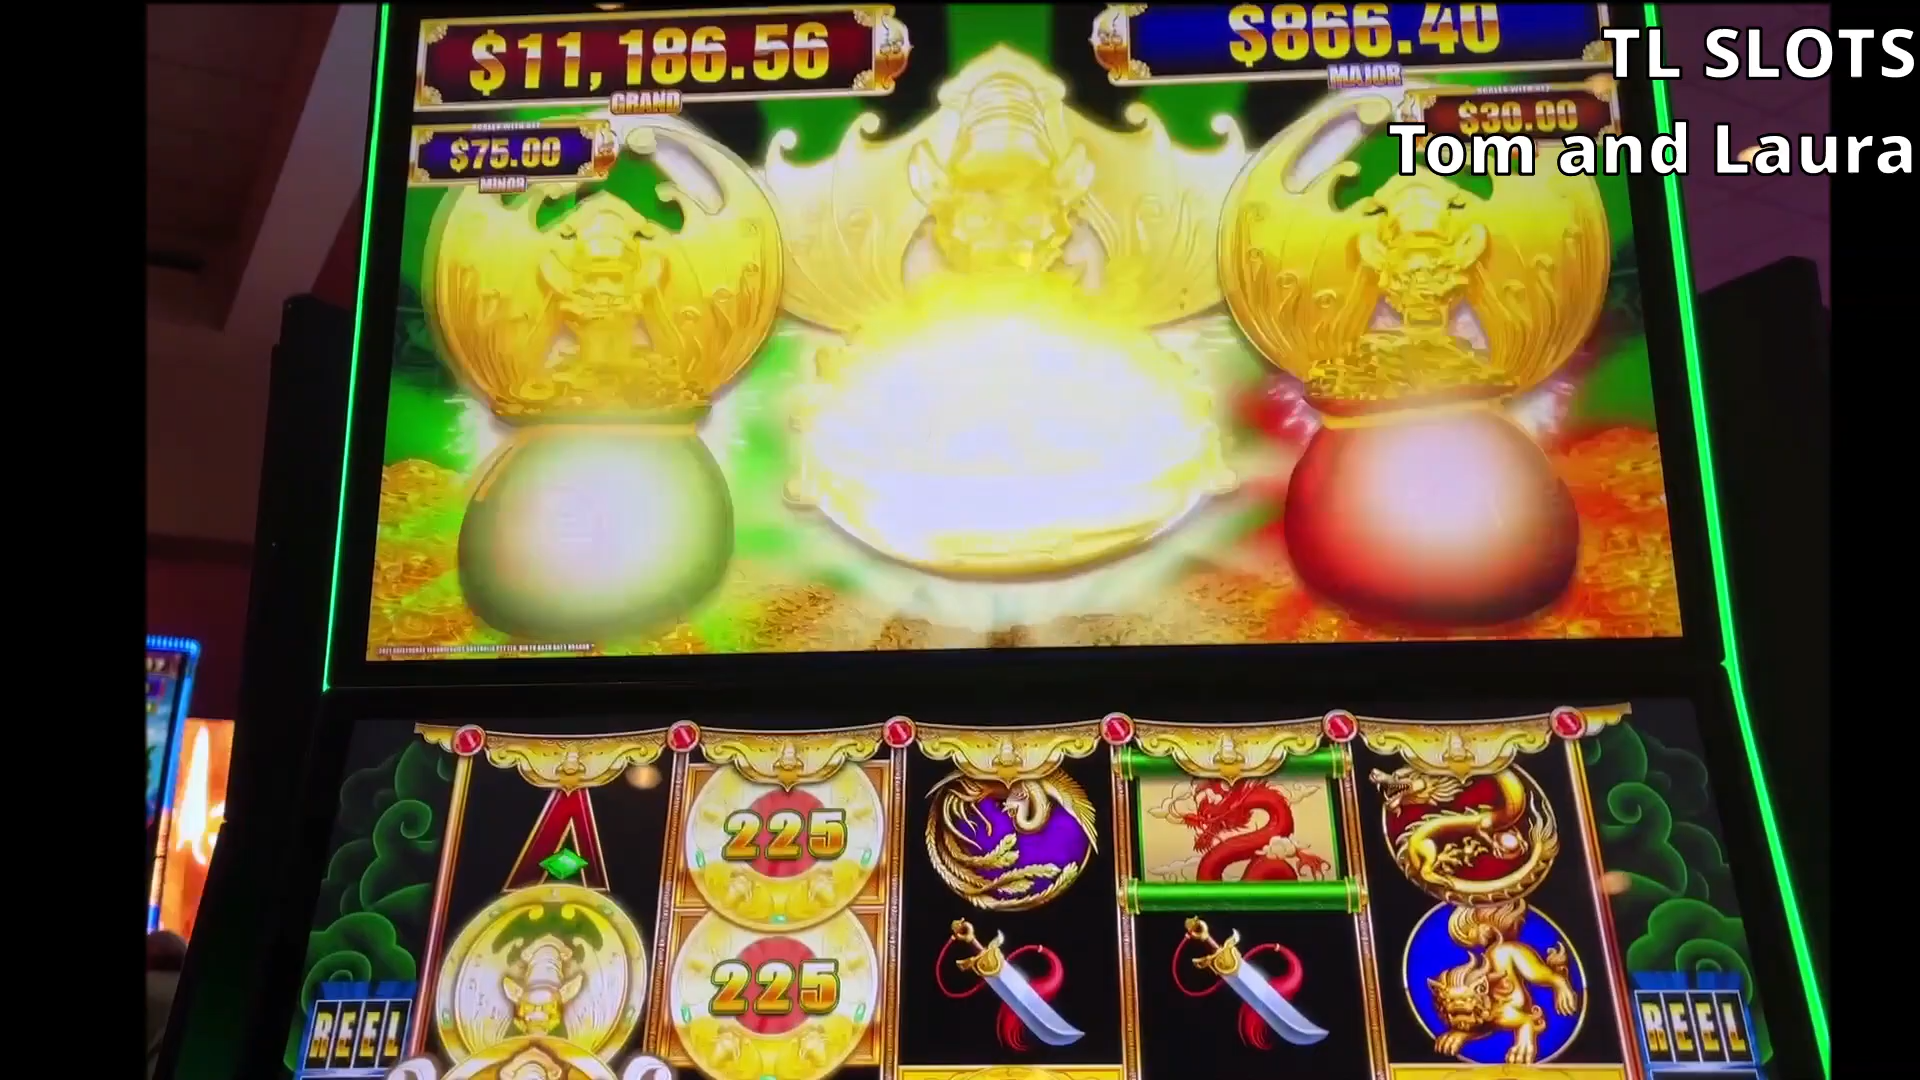 $11,186.56
GRAND
$866.40
MAJOR
TL SLOTS
$75.00
MINOR
$30.00
Tom and Laura
A
225
225
REEL
REEL